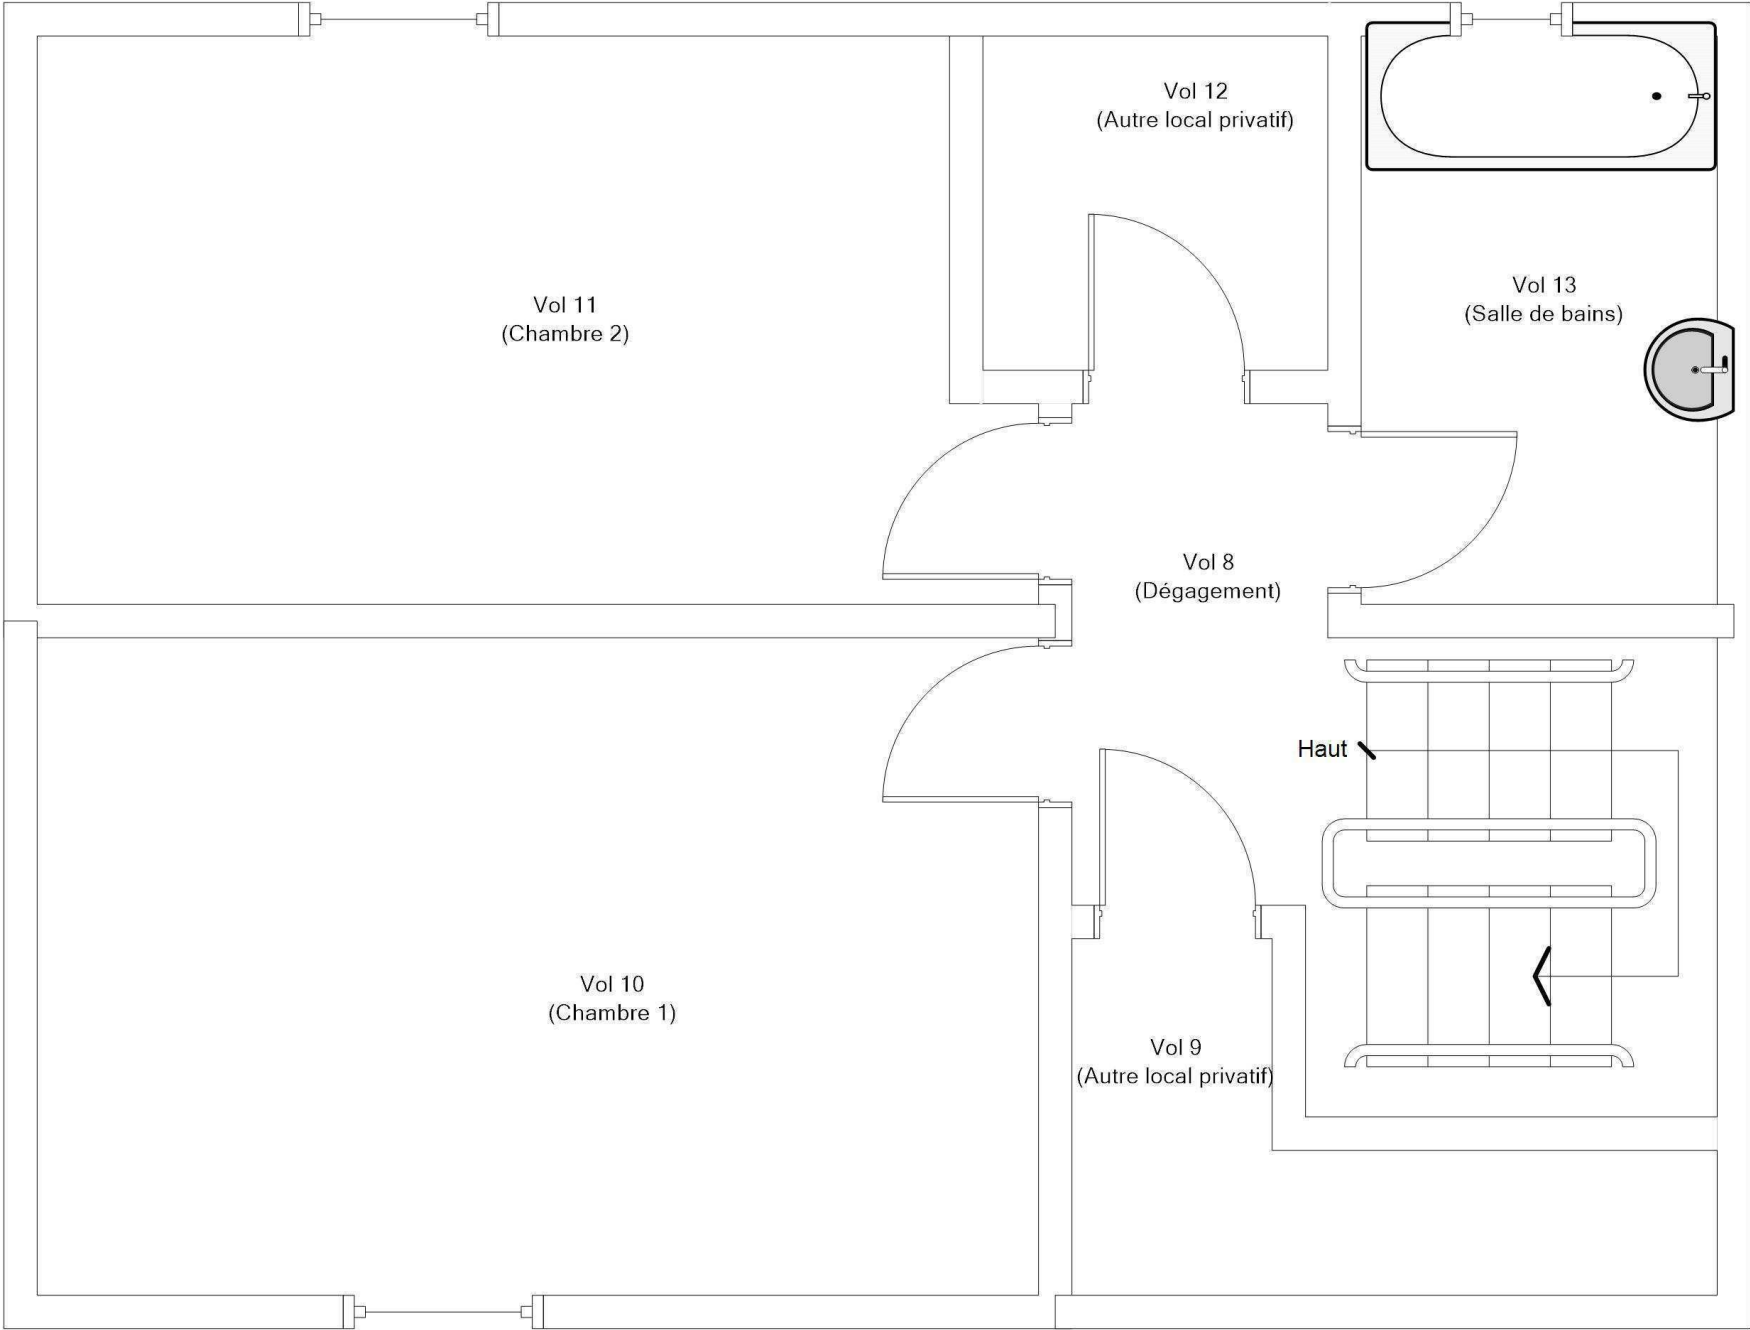 Vol 12
(Autre local privatif)
Vol 11
(Chambre 2)
Vol 13
(Salle de bains)
Vol 8
(Dégagement)
Haut
Vol 10
(Chambre 1)
Vol 9
(Autre local privatif)